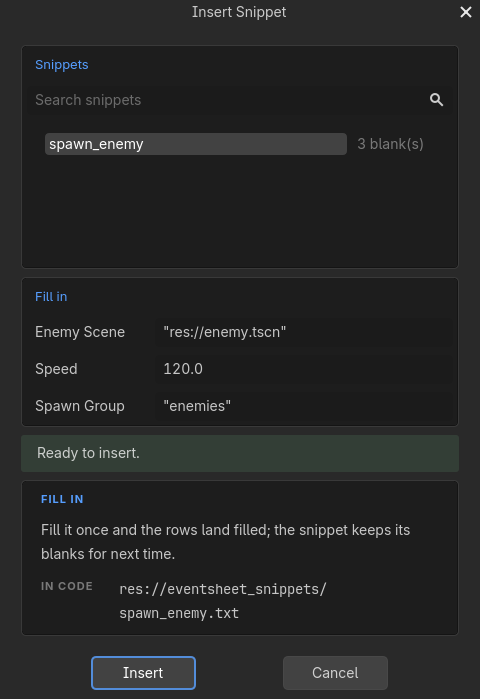 Insert Snippet
Snippets
Search snippets
spawn_enemy 3 blank(s)
Fill in
Enemy Scene "res://enemy.tscn"
Speed 120.0
Spawn Group "enemies"
Ready to insert.
FILL IN
Fill it once and the rows land filled; the snippet keeps its
blanks for next time.
IN CODE res://eventsheet_snippets/
spawn_enemy.txt
Insert Cancel